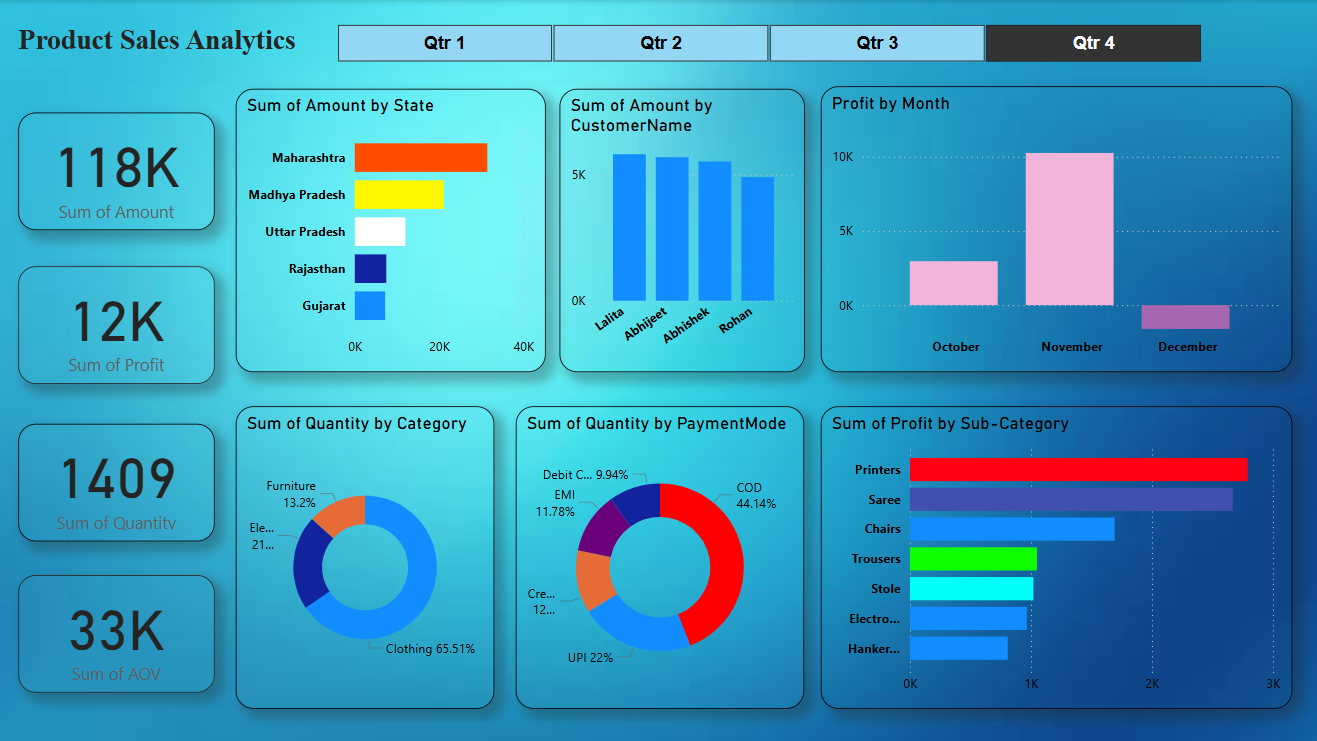 Product Sales Analytics
Qtr 1
Qtr 2
Qtr 3
Qtr 4
118K
Sum of Amount
12K
Sum of Profit
1409
Sum of Quantity
33K
Sum of AOV
Sum of Amount by State
Maharashtra
Madhya Pradesh
Uttar Pradesh
Rajasthan
Gujarat
0K
20K
40K
Sum of Amount by
CustomerName
5K
0K
Lalita
Abhijeet
Abhishek
Rohan
Profit by Month
10K
5K
0K
October
November
December
Sum of Quantity by Category
Furniture
13.2%
Ele...
21...
Clothing 65.51%
Sum of Quantity by PaymentMode
Debit C... 9.94%
EMI
11.78%
Cre...
12...
UPI 22%
COD
44.14%
Sum of Profit by Sub-Category
Printers
Saree
Chairs
Trousers
Stole
Electro...
Hanker...
0K
1K
2K
3K